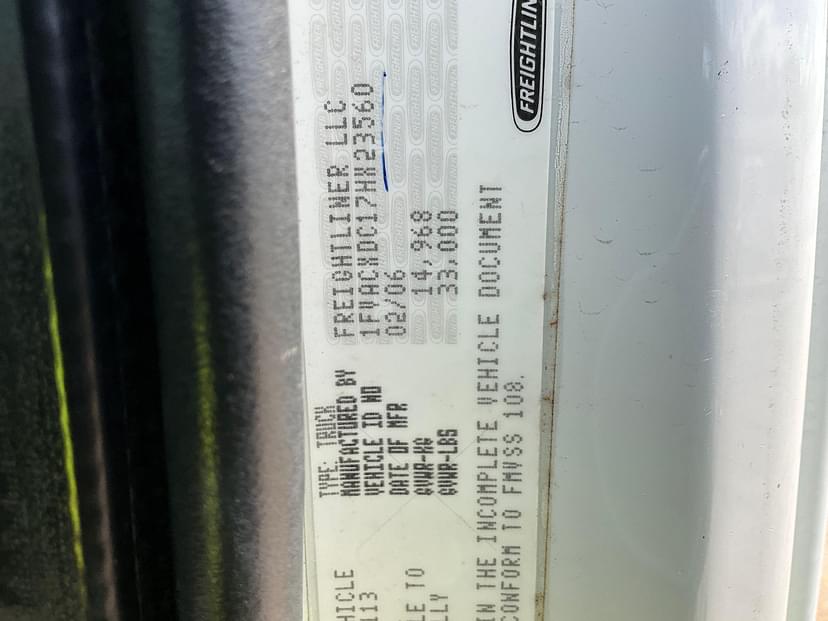 TYPE: TRUCK
MANUFACTURED BY FREIGHTLINER LLC
VEHICLE ID NO 1FVACXDC17HX23560
DATE OF MFR 02/06
GVWR-KG 14,968
GVWR-LBS 33,000
HICLE
113
LE TO
LLY
IN THE INCOMPLETE VEHICLE DOCUMENT
CONFORM TO FMVSS 108.
FREIGHTLIN